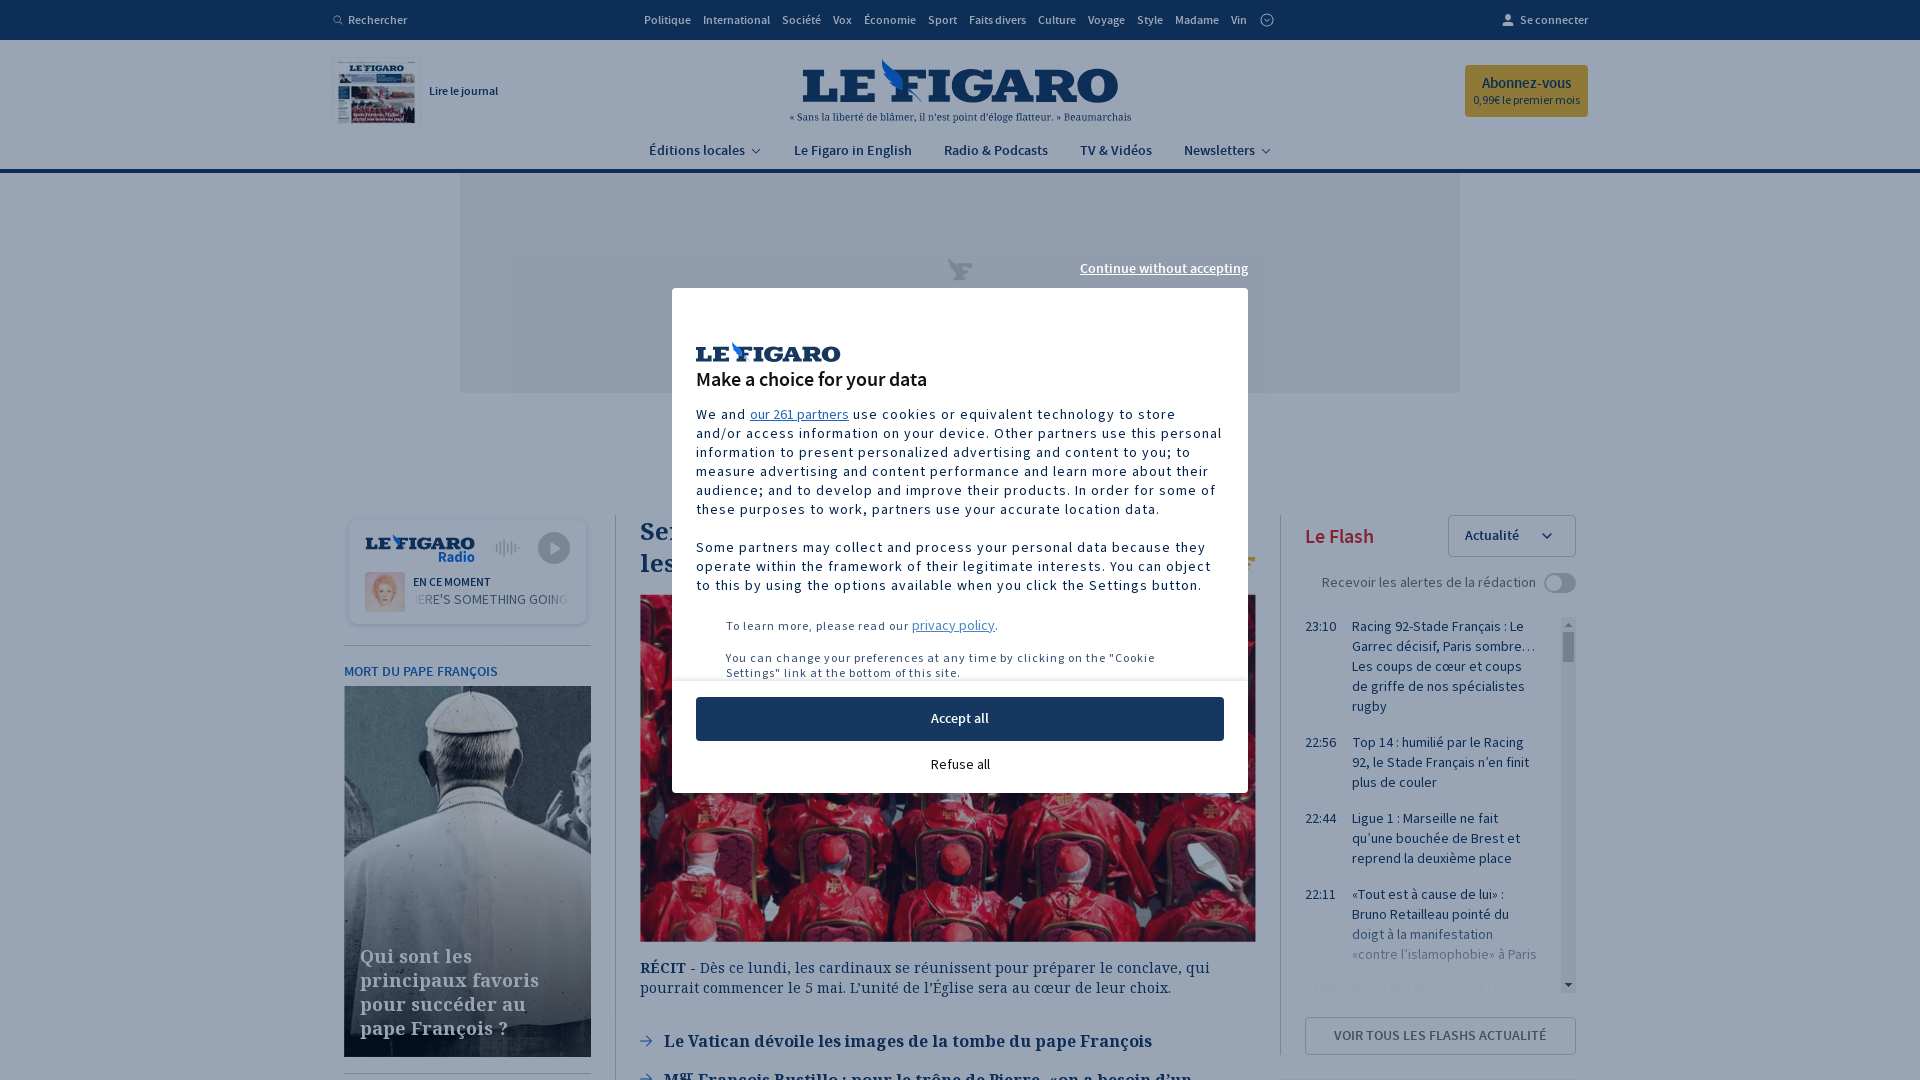 Rechercher
Politique International Société Vox Économie Sport Faits divers Culture Voyage Style Madame Vin
Se connecter
LE FIGARO
Lire le journal
LE FIGARO
« Sans la liberté de blâmer, il n'est point d'éloge flatteur. » Beaumarchais
Abonnez-vous
0,99€ le premier mois
Éditions locales
Le Figaro in English
Radio & Podcasts
TV & Vidéos
Newsletters
Continue without accepting
LE FIGARO
Make a choice for your data
We and our 261 partners use cookies or equivalent technology to store
and/or access information on your device. Other partners use this personal
information to present personalized advertising and content to you; to
measure advertising and content performance and learn more about their
audience; and to develop and improve their products. In order for some of
these purposes to work, partners use your accurate location data.
Some partners may collect and process your personal data because they
operate within the framework of their legitimate interests. You can object
to this by using the options available when you click the Settings button.
To learn more, please read our privacy policy.
You can change your preferences at any time by clicking on the "Cookie
Settings" link at the bottom of this site.
Accept all
Refuse all
LE FIGARO
Radio
EN CE MOMENT
ERE'S SOMETHING GOING
MORT DU PAPE FRANÇOIS
Qui sont les
principaux favoris
pour succéder au
pape François ?
les
RÉCIT - Dès ce lundi, les cardinaux se réunissent pour préparer le conclave, qui
pourrait commencer le 5 mai. L'unité de l'Église sera au cœur de leur choix.
Le Vatican dévoile les images de la tombe du pape François
Mgr François Bustillo : pour le trône de Pierre, «on a besoin d'un
Le Flash
Actualité
Recevoir les alertes de la rédaction
23:10 Racing 92-Stade Français : Le
Garrec décisif, Paris sombre…
Les coups de cœur et coups
de griffe de nos spécialistes
rugby
22:56 Top 14 : humilié par le Racing
92, le Stade Français n'en finit
plus de couler
22:44 Ligue 1 : Marseille ne fait
qu'une bouchée de Brest et
reprend la deuxième place
22:11 «Tout est à cause de lui» :
Bruno Retailleau pointé du
doigt à la manifestation
«contre l'islamophobie» à Paris
VOIR TOUS LES FLASHS ACTUALITÉ